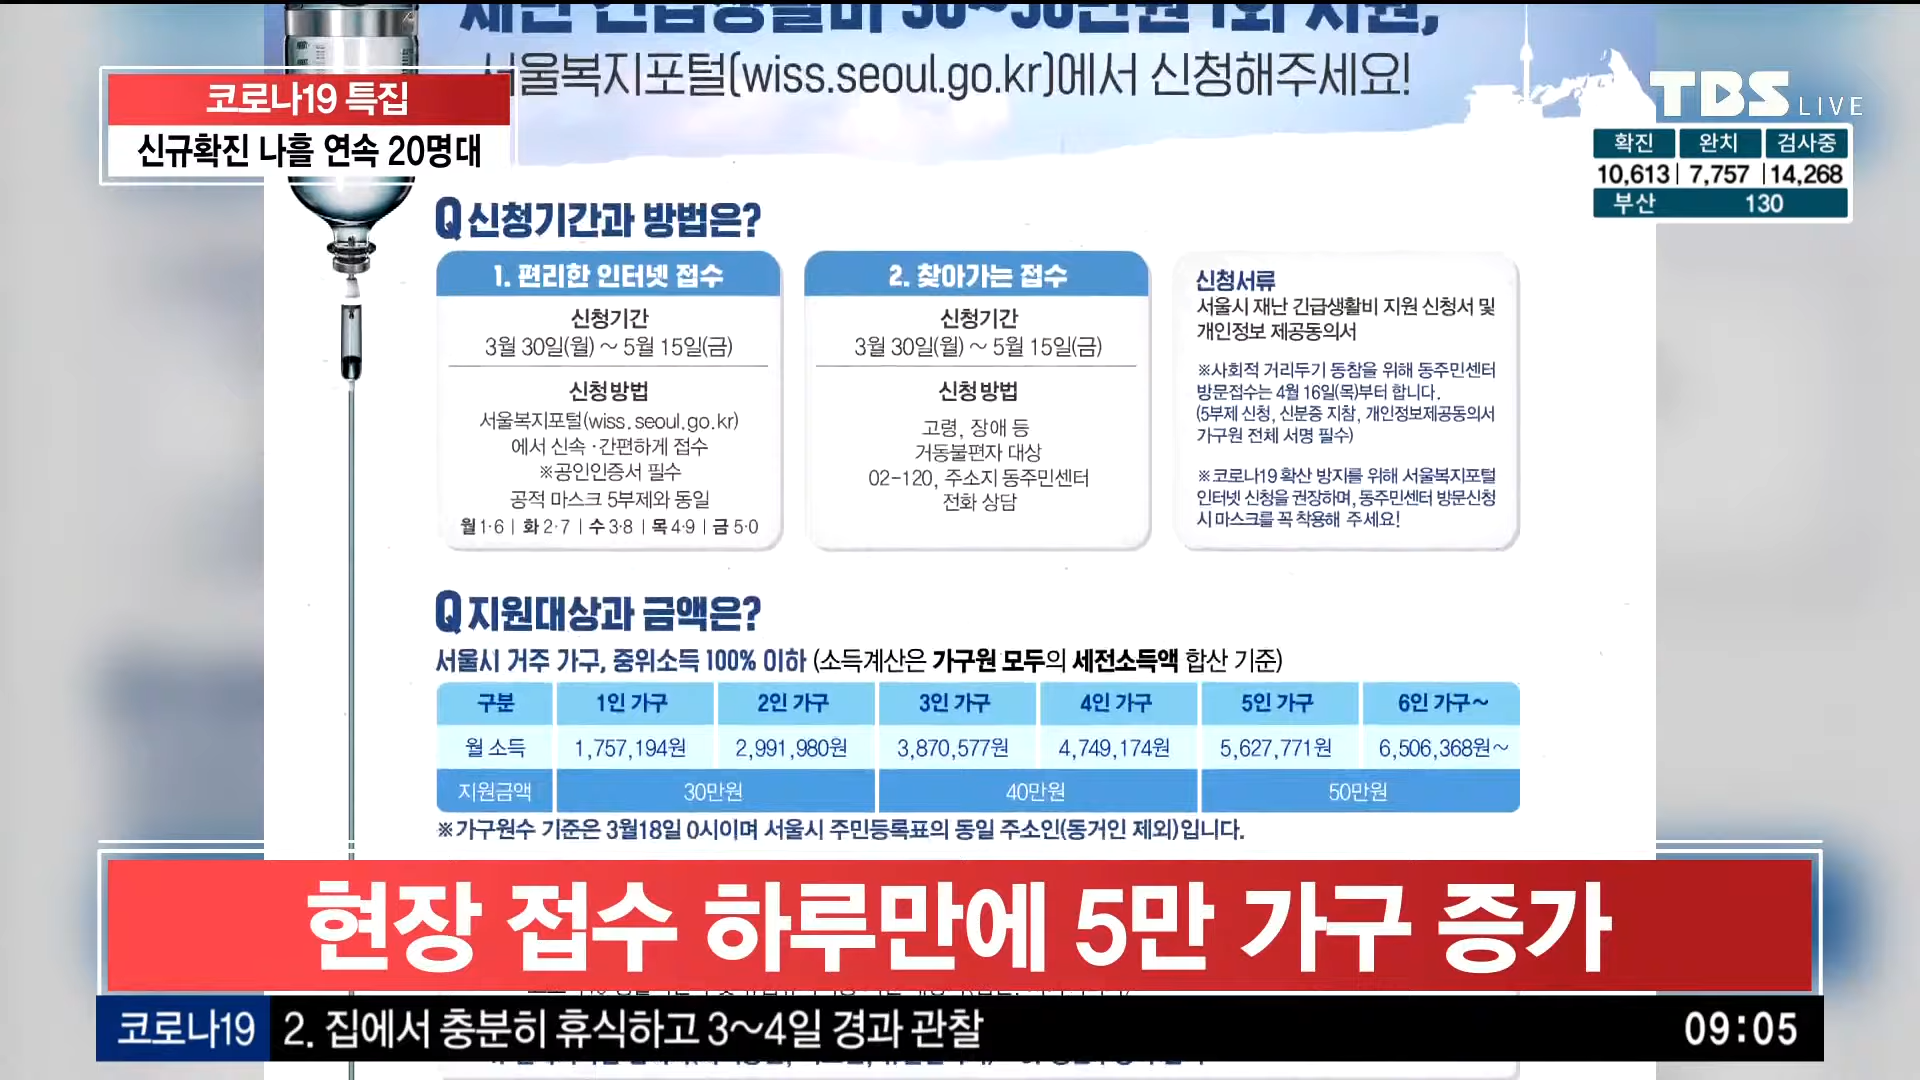 재난 긴급생활비 30~50만원 1회 지원,
서울복지포털(wiss.seoul.go.kr)에서 신청해주세요!
코로나19 특집
신규확진 나흘 연속 20명대
TBS LIVE
확진 완치 검사중
10,613 7,757 14,268
부산 130
Q 신청기간과 방법은?
1. 편리한 인터넷 접수
신청기간
3월 30일(월) ~ 5월 15일(금)
신청방법
서울복지포털(wiss.seoul.go.kr)
에서 신속·간편하게 접수
※공인인증서 필수
공적 마스크 5부제와 동일
월 1·6 | 화 2·7 | 수 3·8 | 목 4·9 | 금 5·0
2. 찾아가는 접수
신청기간
3월 30일(월) ~ 5월 15일(금)
신청방법
고령, 장애 등
거동불편자 대상
02-120, 주소지 동주민센터
전화 상담
신청서류
서울시 재난 긴급생활비 지원 신청서 및
개인정보 제공동의서
※사회적 거리두기 동참을 위해 동주민센터
방문접수는 4월 16일(목)부터 합니다.
(5부제 신청, 신분증 지참, 개인정보제공동의서
가구원 전체 서명 필수)
※코로나19 확산 방지를 위해 서울복지포털
인터넷 신청을 권장하며, 동주민센터 방문신청
시 마스크를 꼭 착용해 주세요!
Q 지원대상과 금액은?
서울시 거주 가구, 중위소득 100% 이하 (소득계산은 가구원 모두의 세전소득액 합산 기준)
구분 1인 가구 2인 가구 3인 가구 4인 가구 5인 가구 6인 가구~
월 소득 1,757,194원 2,991,980원 3,870,577원 4,749,174원 5,627,771원 6,506,368원~
지원금액 30만원 40만원 50만원
※가구원수 기준은 3월18일 0시이며 서울시 주민등록표의 동일 주소인(동거인 제외)입니다.
현장 접수 하루만에 5만 가구 증가
코로나19 2. 집에서 충분히 휴식하고 3~4일 경과 관찰
09:05